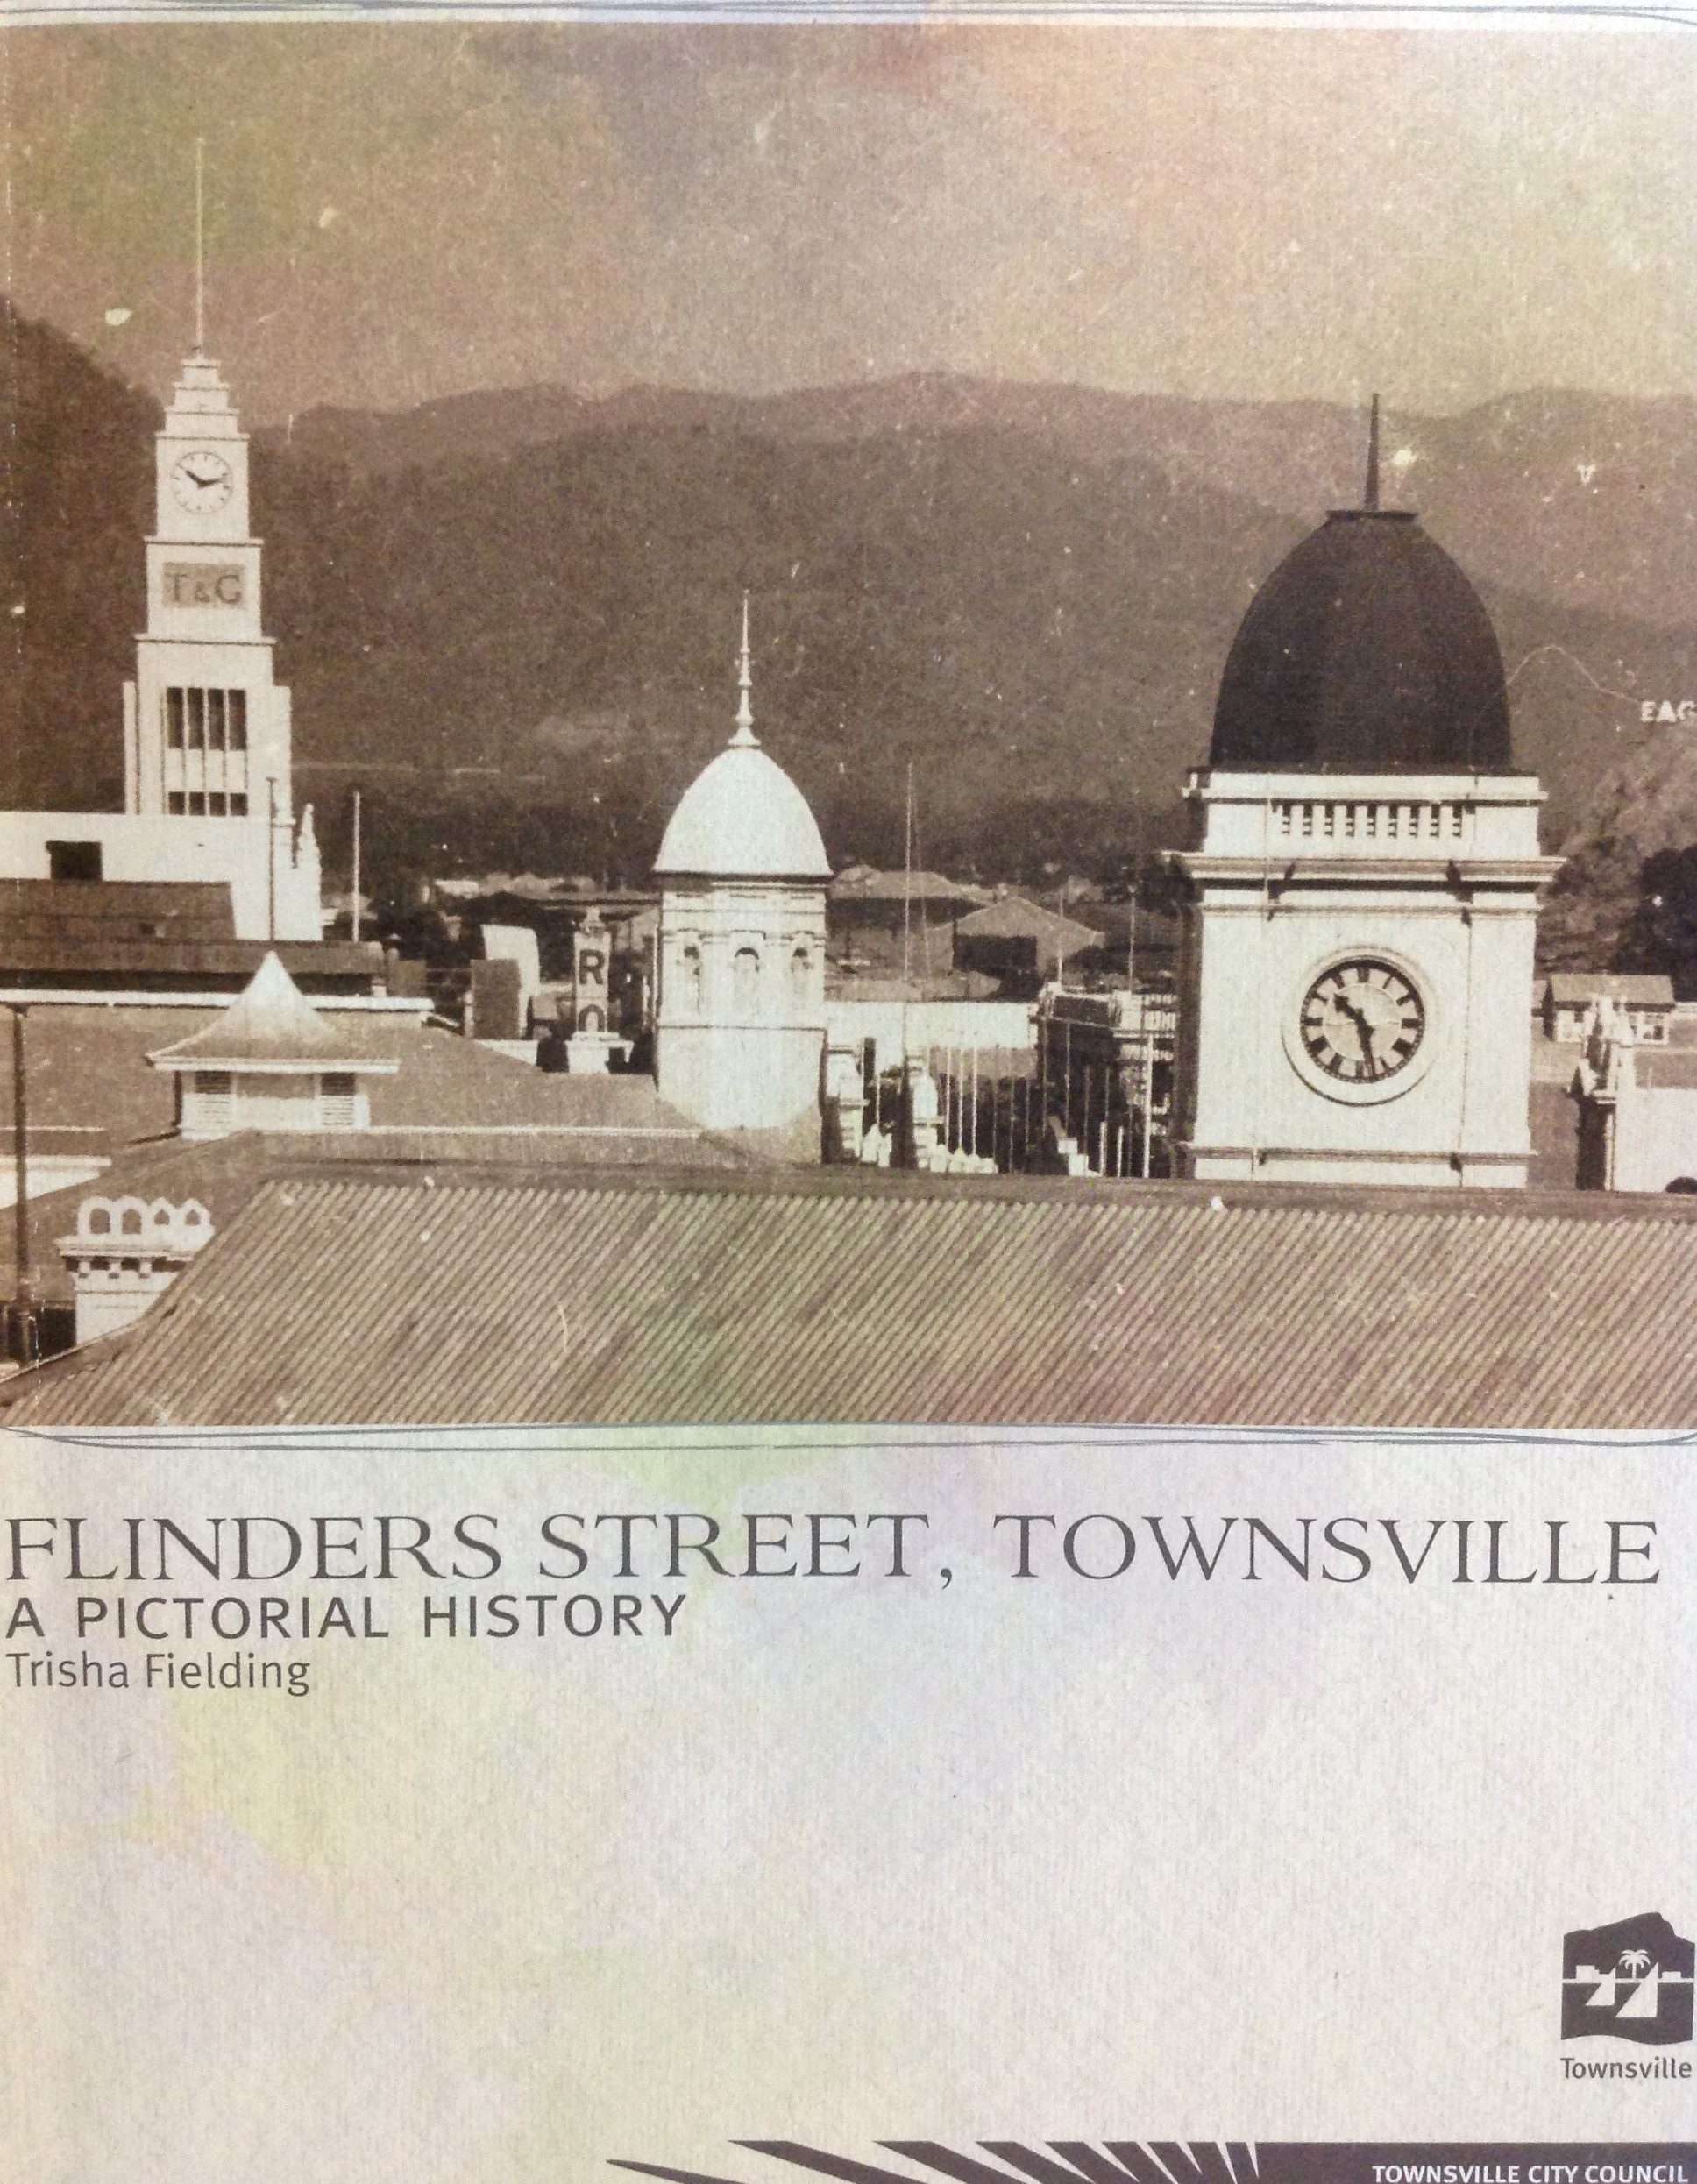 T&G
R
O
EAG
FLINDERS STREET, TOWNSVILLE
A PICTORIAL HISTORY
Trisha Fielding
Townsville
TOWNSVILLE CITY COUNCIL